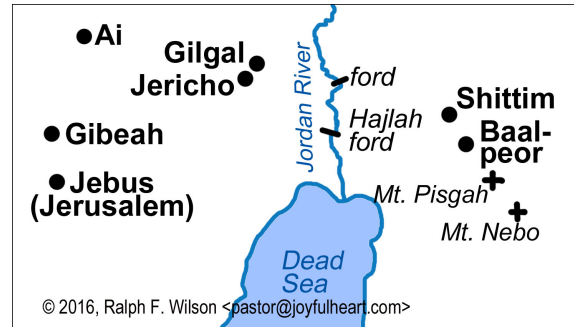 Ai
Gilgal
Jericho
Jordan River
ford
Hajlah
ford
Shittim
Baal-
peor
Gibeah
Jebus
(Jerusalem)
Mt. Pisgah
Mt. Nebo
Dead
Sea
© 2016, Ralph F. Wilson <pastor@joyfulheart.com>